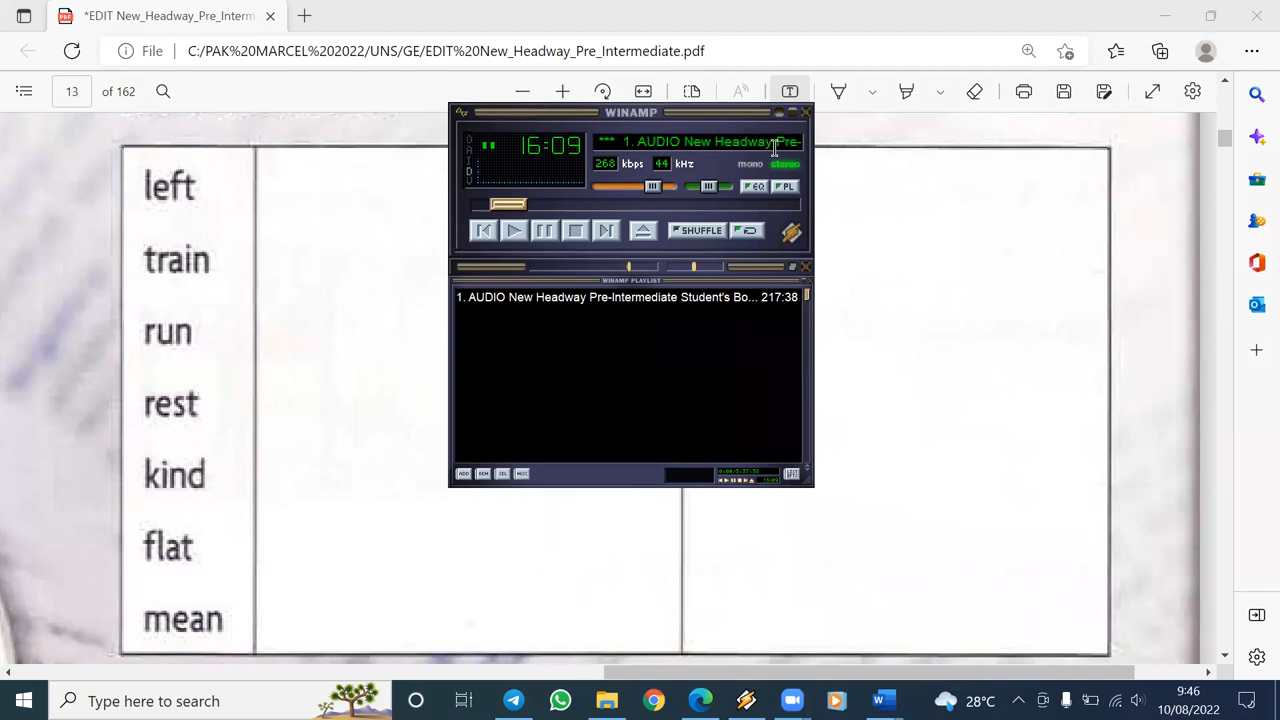 *EDIT New_Headway_Pre_Interm
File
C:/PAK%20MARCEL%202022/UNS/GE/EDIT%20New_Headway_Pre_Intermediate.pdf
13 of 162
WINAMP
16:09
*** 1. AUDIO New Headway Pre-
268 kbps 44 kHz mono stereo
EQ PL
SHUFFLE
WINAMP PLAYLIST
1. AUDIO New Headway Pre-Intermediate Student's Bo... 217:38
left
train
run
rest
kind
flat
mean
Type here to search
28°C
9:46
10/08/2022